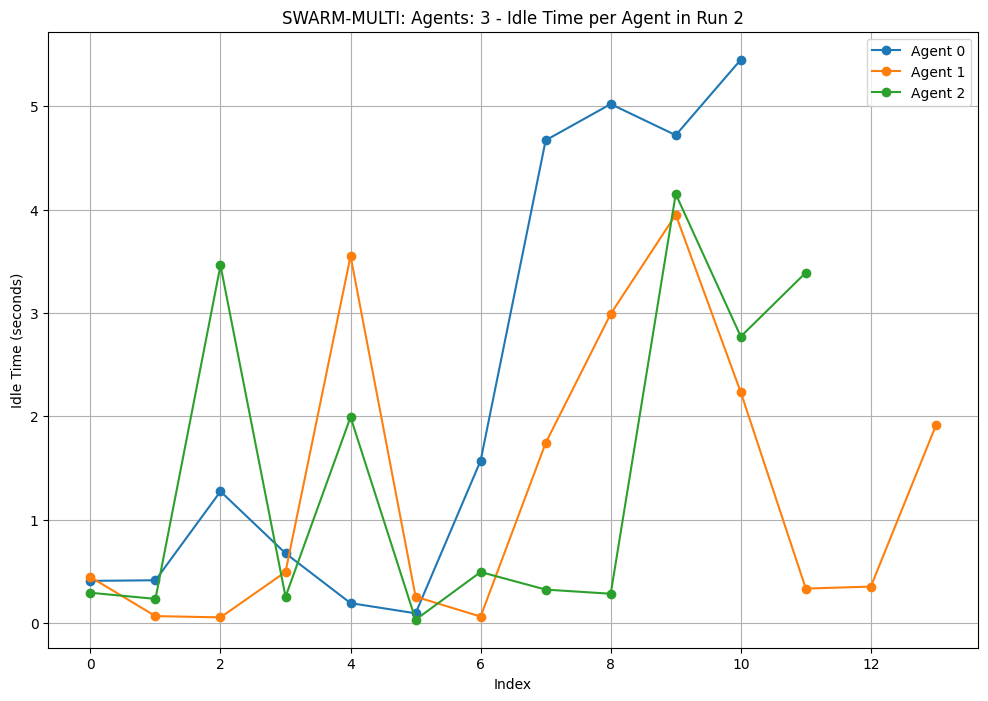 SWARM-MULTI: Agents: 3 - Idle Time per Agent in Run 2
Agent 0
Agent 1
Agent 2
Idle Time (seconds)
5
4
3
2
1
0
0 2 4 6 8 10 12
Index